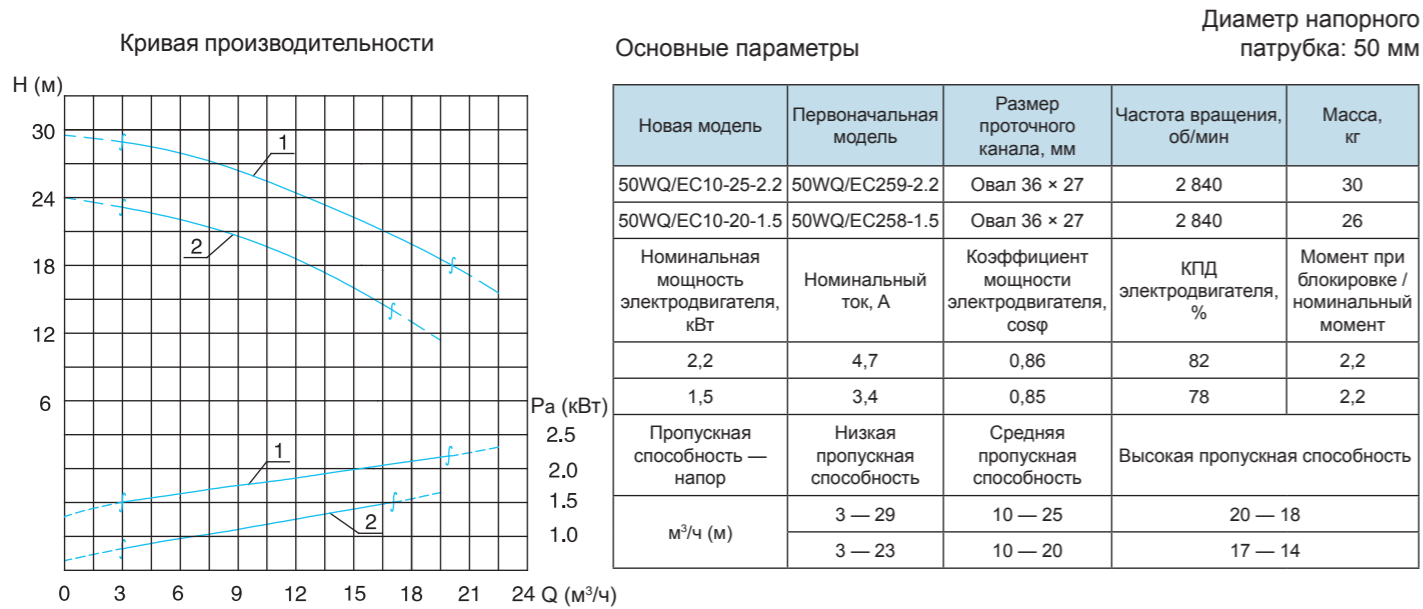 Кривая производительности
H (м)
30
24
18
12
6
1
2
Pa (кВт)
2.5
2.0
1.5
1.0
1
2
0 3 6 9 12 15 18 21 24 Q (м³/ч)
Основные параметры
Диаметр напорного
патрубка: 50 мм
Новая модель
Первоначальная
модель
Размер
проточного
канала, мм
Частота вращения,
об/мин
Масса,
кг
50WQ/EC10-25-2.2 50WQ/EC259-2.2 Овал 36 × 27 2 840 30
50WQ/EC10-20-1.5 50WQ/EC258-1.5 Овал 36 × 27 2 840 26
Номинальная
мощность
электродвигателя,
кВт
Номинальный
ток, А
Коэффициент
мощности
электродвигателя,
cosφ
КПД
электродвигателя,
%
Момент при
блокировке /
номинальный
момент
2,2 4,7 0,86 82 2,2
1,5 3,4 0,85 78 2,2
Пропускная
способность —
напор
Низкая
пропускная
способность
Средняя
пропускная
способность
Высокая пропускная способность
м³/ч (м)
3 — 29 10 — 25 20 — 18
3 — 23 10 — 20 17 — 14